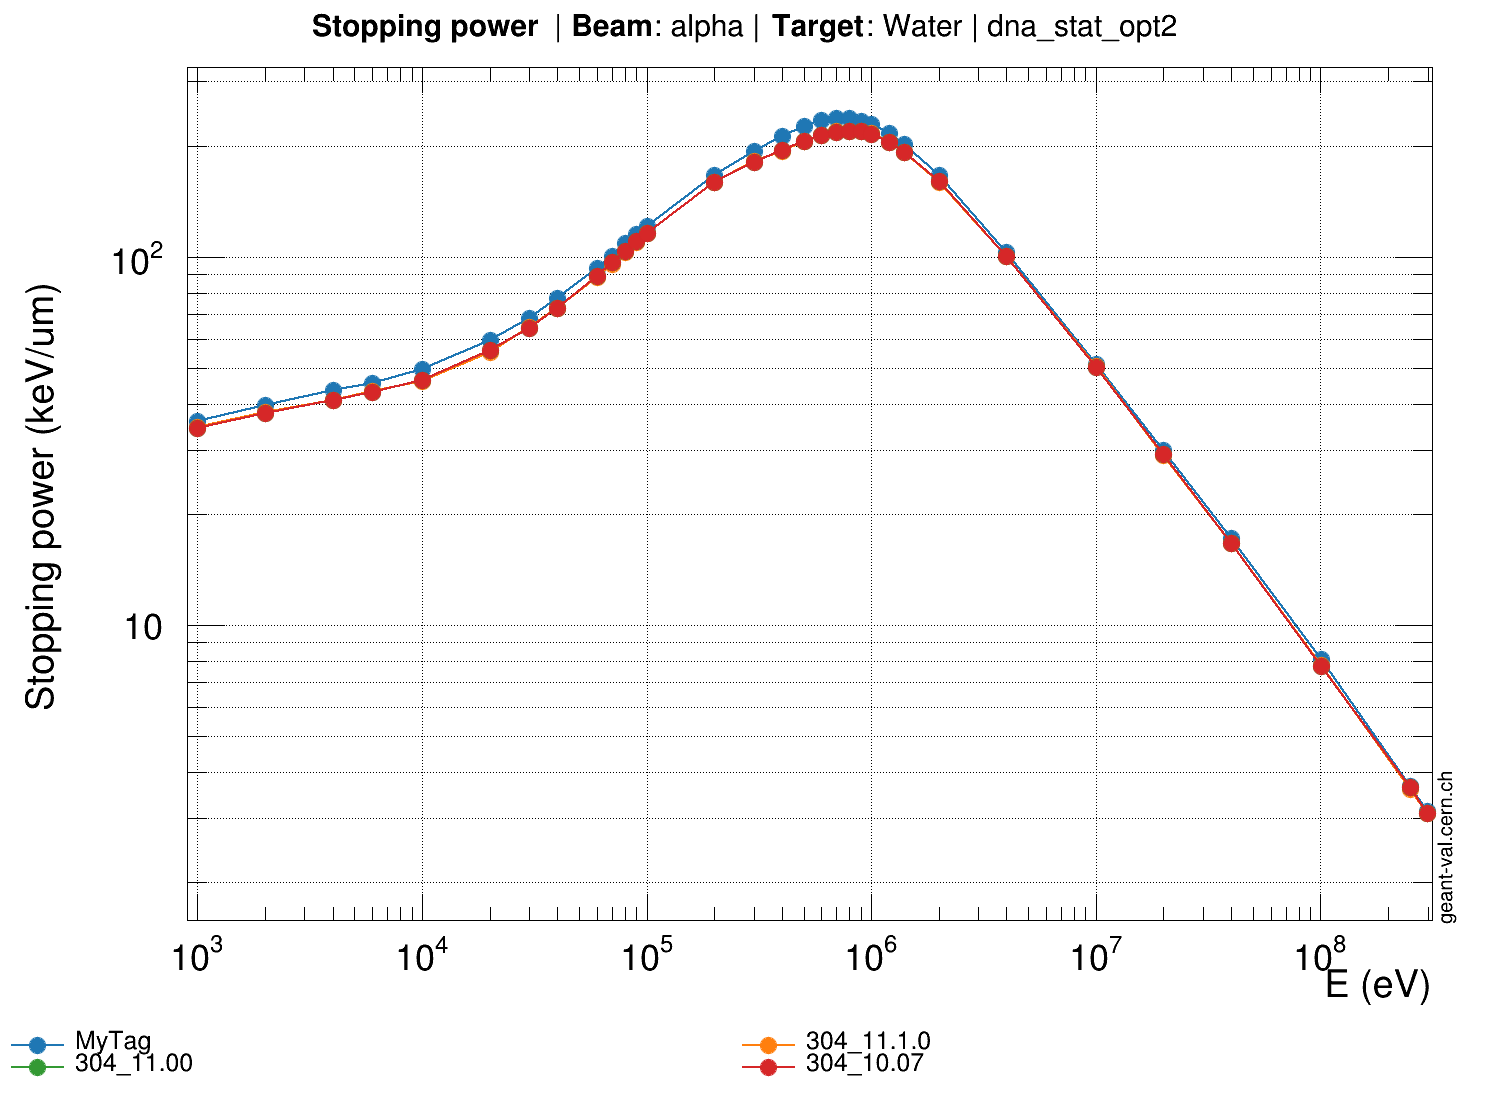 Stopping power | Beam: alpha | Target: Water | dna_stat_opt2
Stopping power (keV/um)
10²
10
10³ 10⁴ 10⁵ 10⁶ 10⁷ 10⁸
E (eV)
geant-val.cern.ch
MyTag 304_11.1.0
304_11.00 304_10.07